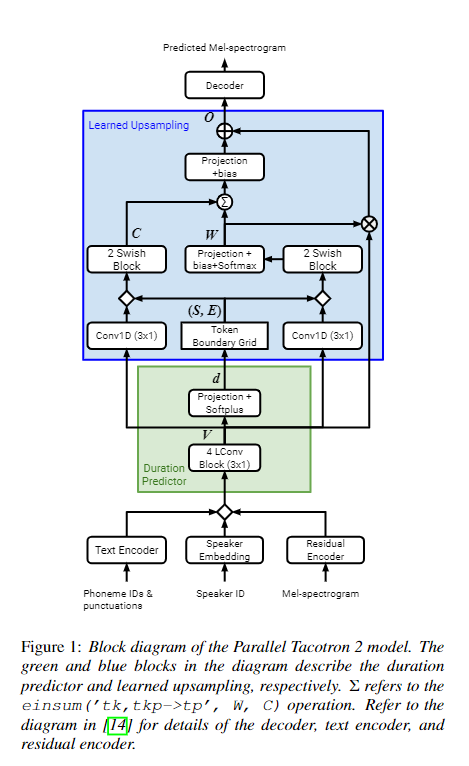 Predicted Mel-spectrogram
Decoder
O
Learned Upsampling
Projection
+bias
Σ
C
W
2 Swish
Block
Projection +
bias+Softmax
2 Swish
Block
(S, E)
Conv1D (3x1)
Token
Boundary Grid
Conv1D (3x1)
d
Projection +
Softplus
V
4 LConv
Block (3x1)
Duration
Predictor
Text Encoder
Speaker
Embedding
Residual
Encoder
Phoneme IDs &
punctuations
Speaker ID
Mel-spectrogram
Figure 1: Block diagram of the Parallel Tacotron 2 model. The
green and blue blocks in the diagram describe the duration
predictor and learned upsampling, respectively. Σ refers to the
einsum('tk,tkp->tp', W, C) operation. Refer to the
diagram in [14] for details of the decoder, text encoder, and
residual encoder.